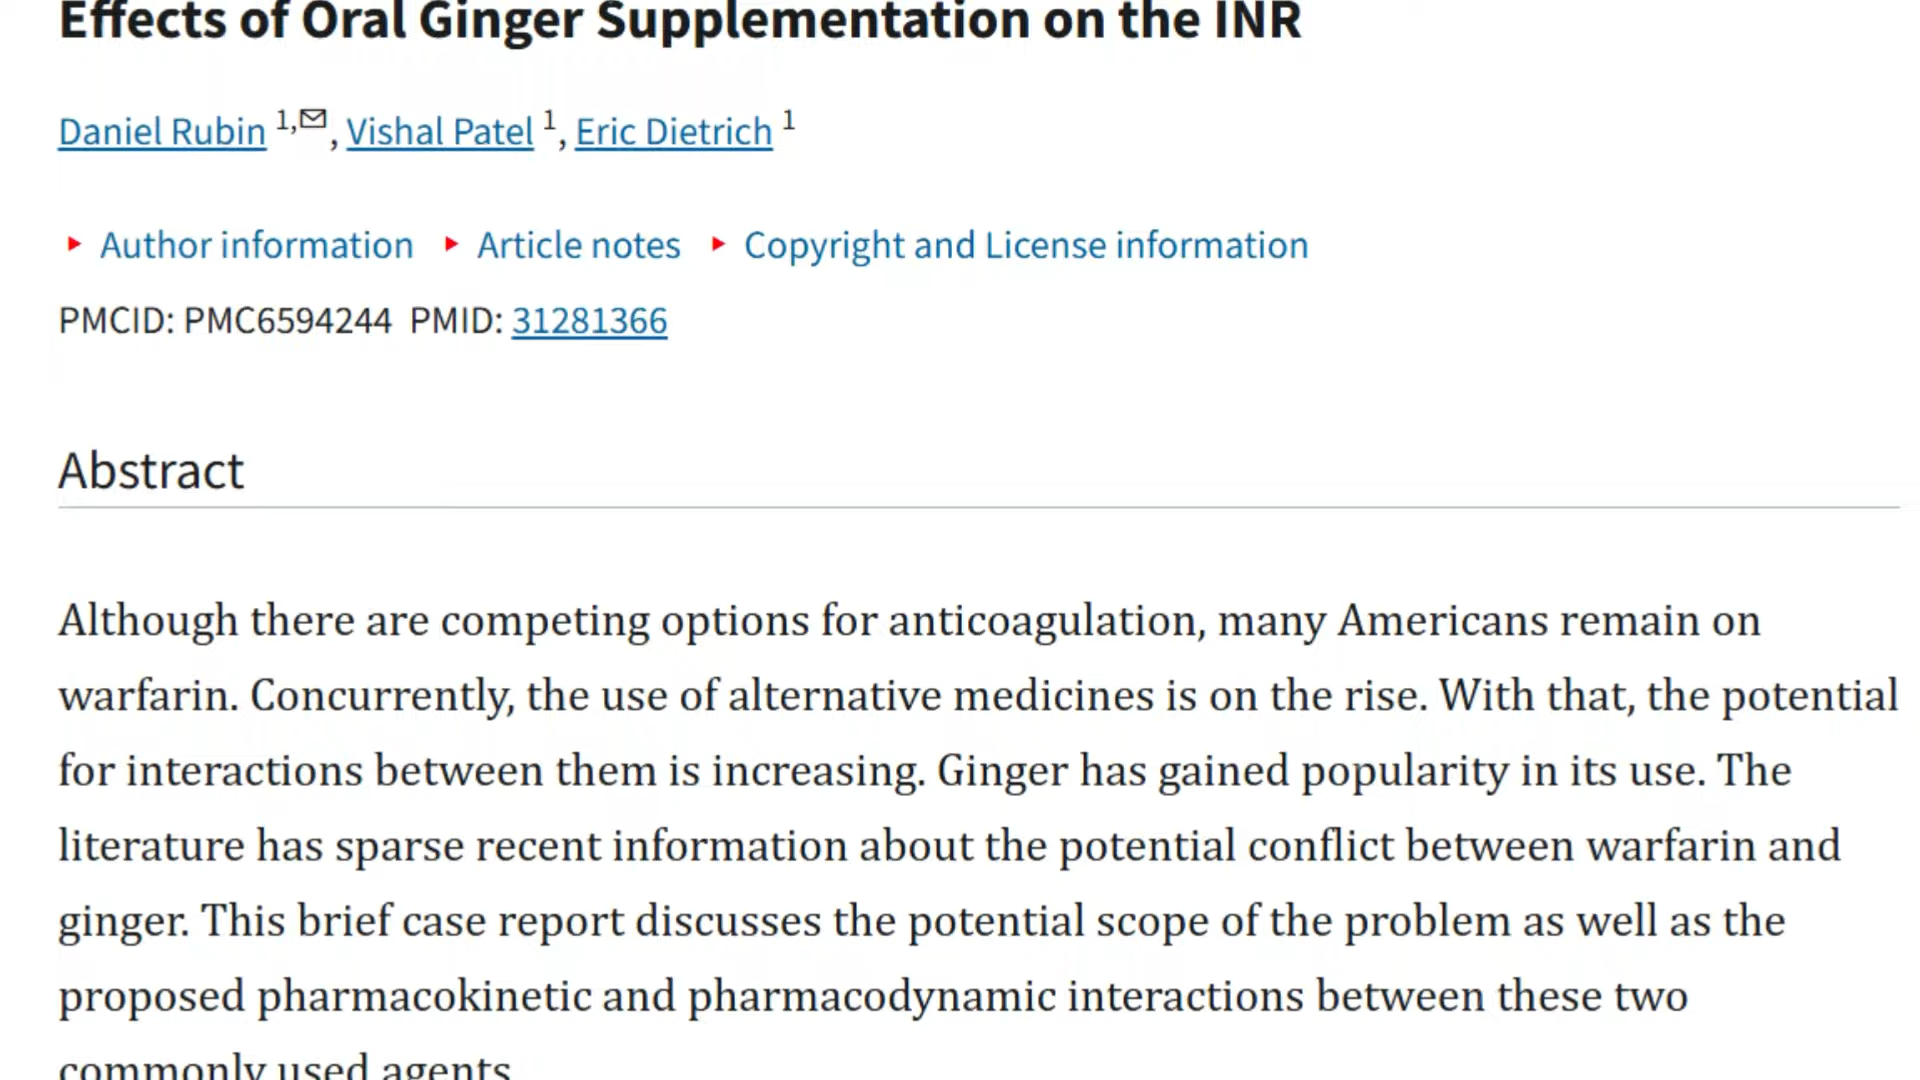 Effects of Oral Ginger Supplementation on the INR
Daniel Rubin 1,✉, Vishal Patel 1, Eric Dietrich 1
▸ Author information ▸ Article notes ▸ Copyright and License information
PMCID: PMC6594244 PMID: 31281366
Abstract
Although there are competing options for anticoagulation, many Americans remain on
warfarin. Concurrently, the use of alternative medicines is on the rise. With that, the potential
for interactions between them is increasing. Ginger has gained popularity in its use. The
literature has sparse recent information about the potential conflict between warfarin and
ginger. This brief case report discusses the potential scope of the problem as well as the
proposed pharmacokinetic and pharmacodynamic interactions between these two
commonly used agents.